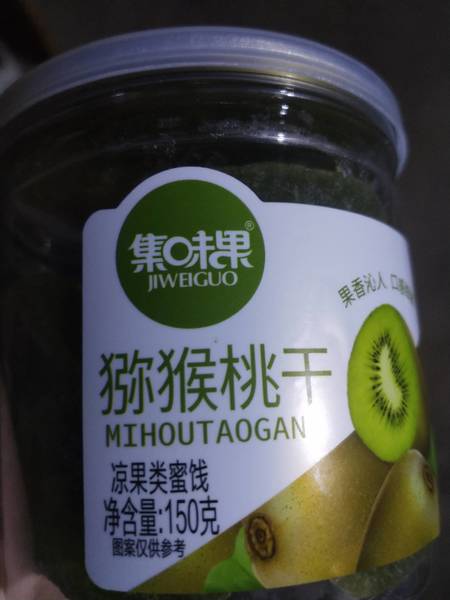 集味果®
JIWEIGUO
果香沁人 口
猕猴桃干
MIHOUTAOGAN
凉果类蜜饯
净含量:150克
图案仅供参考